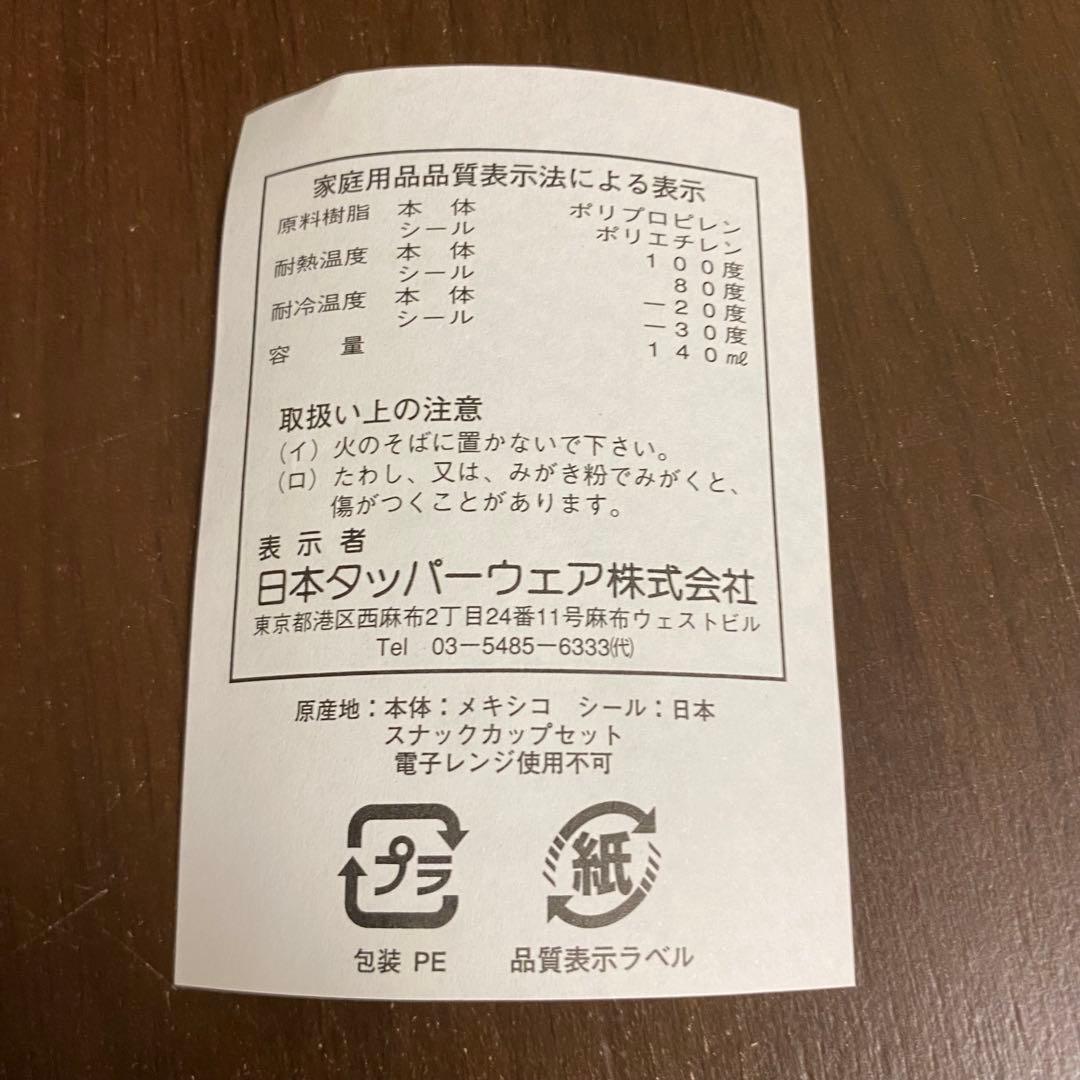 家庭用品品質表示法による表示
原料樹脂 本 体 ポリプロピレン
シール ポリエチレン
耐熱温度 本 体 100度
シール 80度
耐冷温度 本 体 －20度
シール －30度
容 量 140㎖
取扱い上の注意
(イ) 火のそばに置かないで下さい。
(ロ) たわし、又は、みがき粉でみがくと、
傷がつくことがあります。
表 示 者
日本タッパーウェア株式会社
東京都港区西麻布2丁目24番11号麻布ウェストビル
Tel 03－5485－6333㈹
原産地：本体：メキシコ シール：日本
スナックカップセット
電子レンジ使用不可
プラ 紙
包装 PE 品質表示ラベル